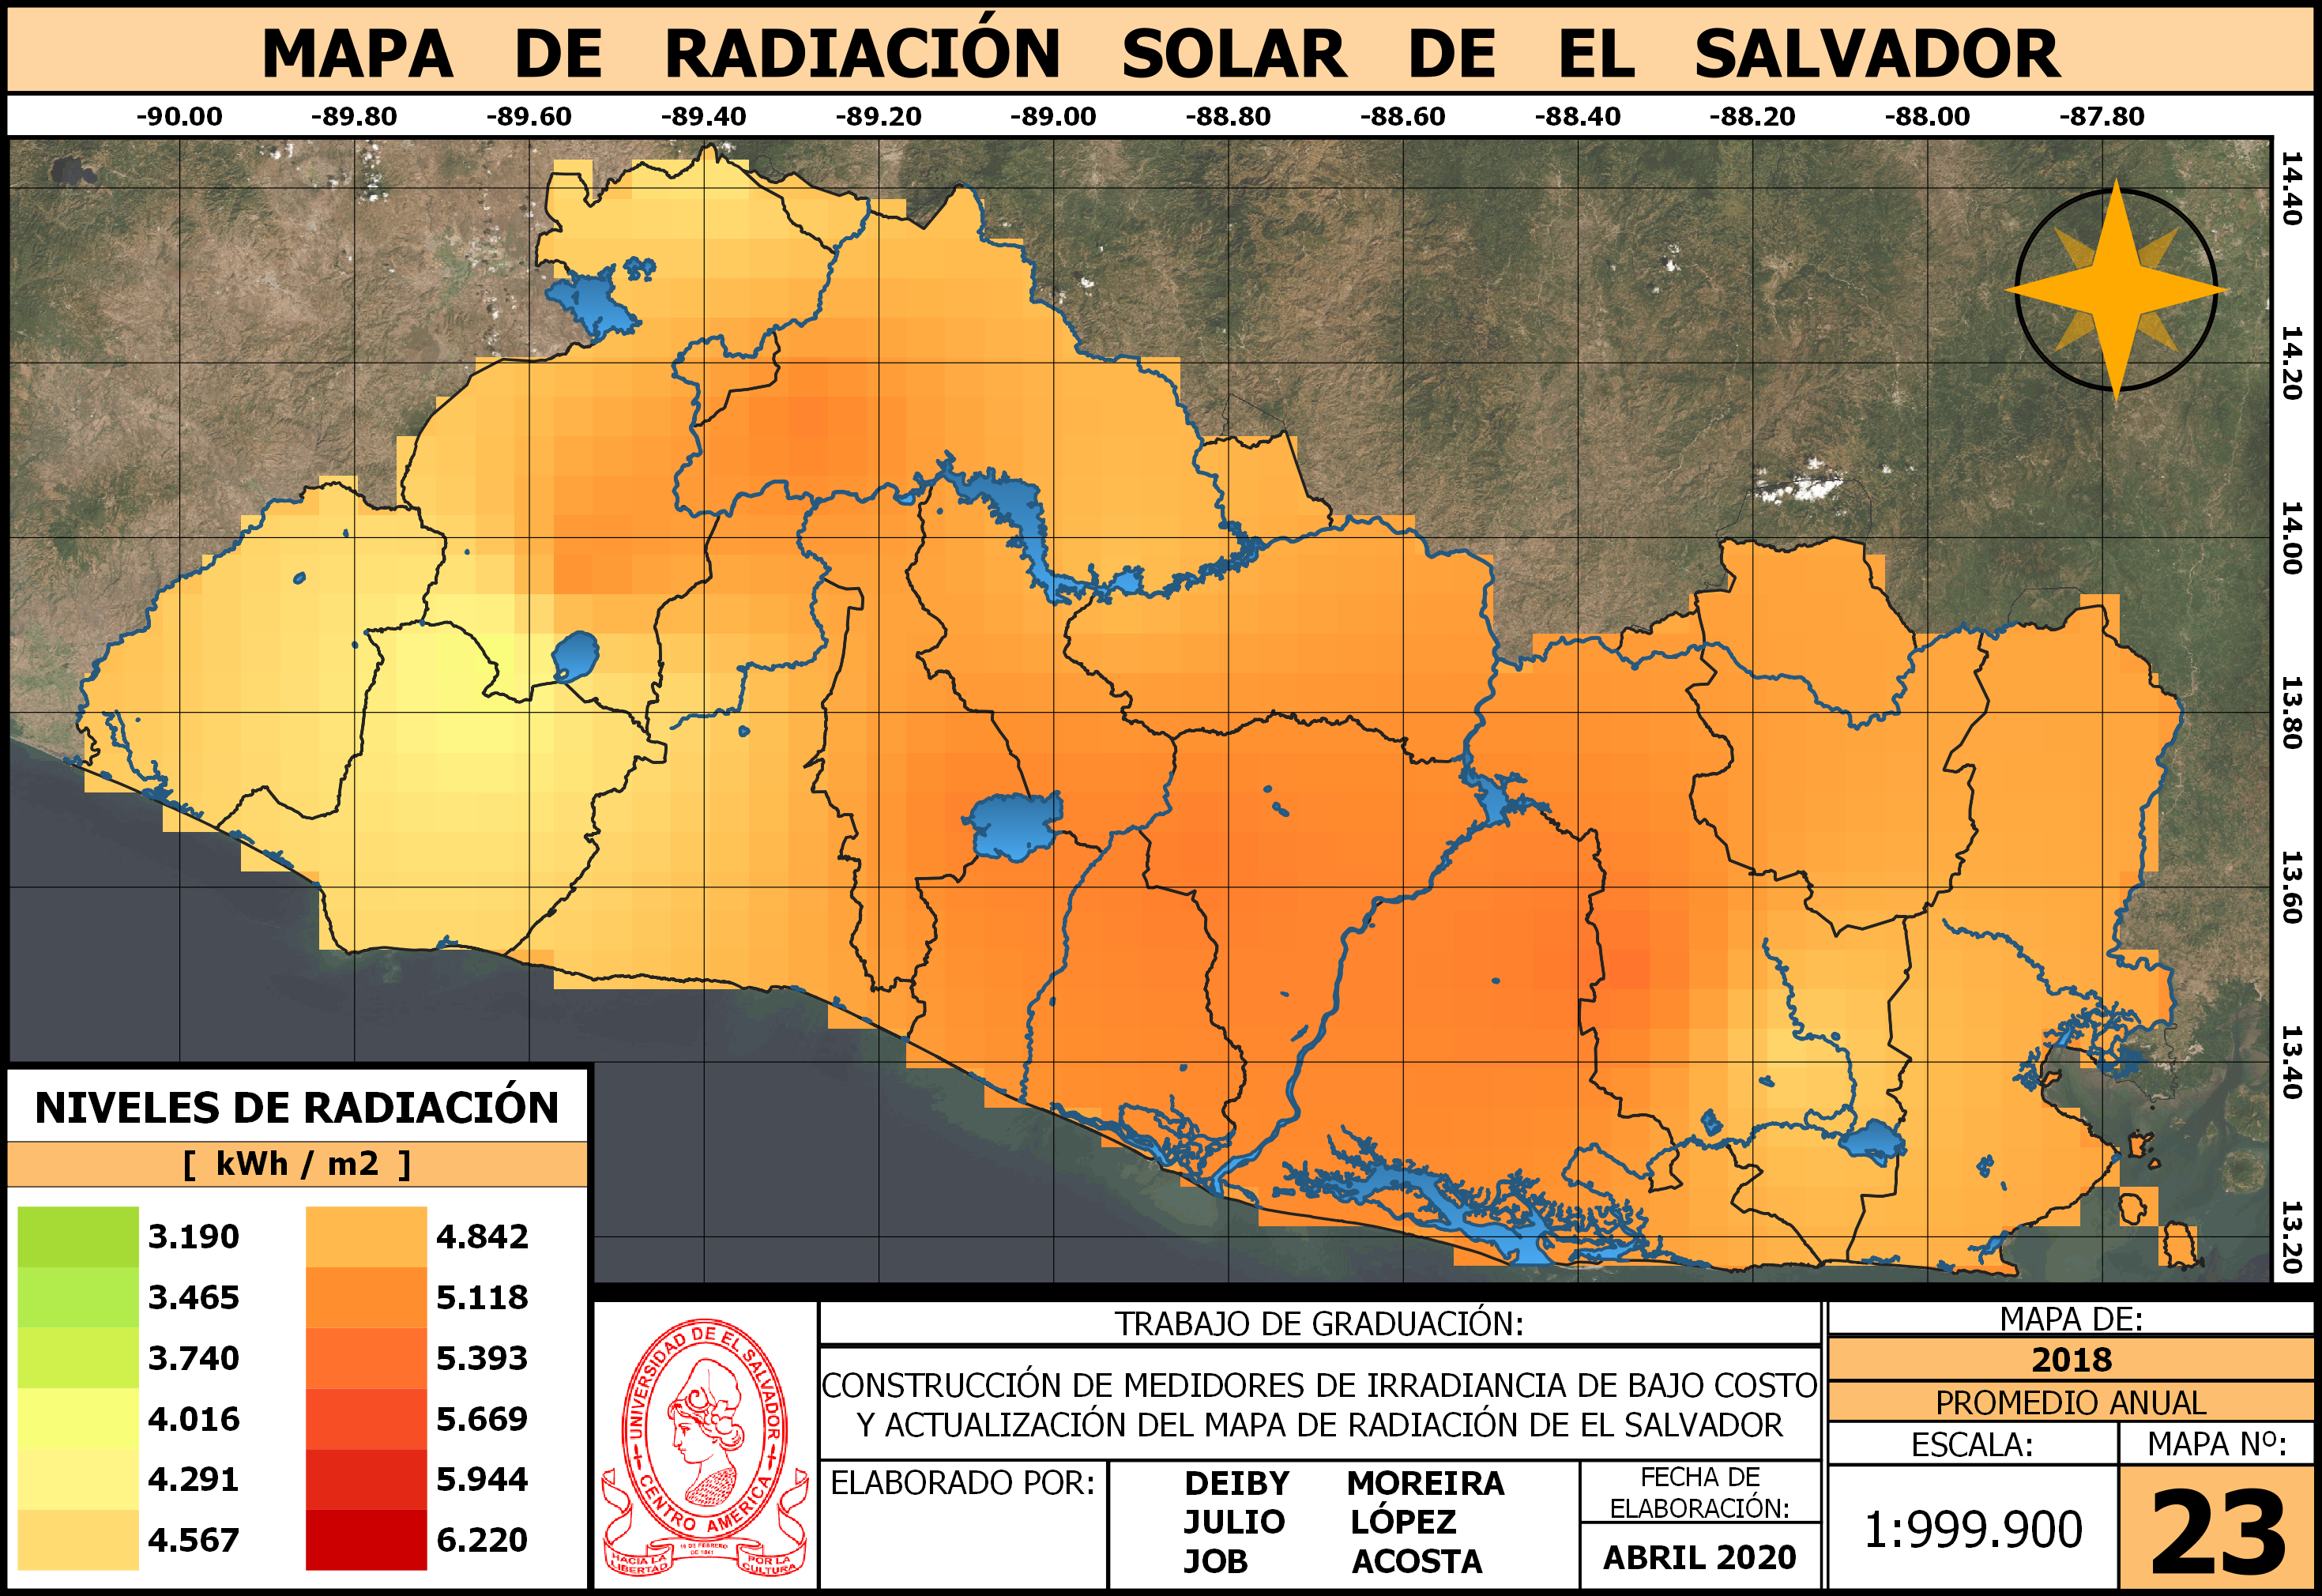 MAPA DE RADIACIÓN SOLAR DE EL SALVADOR
-90.00 -89.80 -89.60 -89.40 -89.20 -89.00 -88.80 -88.60 -88.40 -88.20 -88.00 -87.80
14.40
14.20
14.00
13.80
13.60
13.40
13.20
NIVELES DE RADIACIÓN
[ kWh / m2 ]
3.190 4.842
3.465 5.118
3.740 5.393
4.016 5.669
4.291 5.944
4.567 6.220
UNIVERSIDAD DE EL SALVADOR
CENTRO AMERICA
16 DE FEBRERO
DE 1841
HACIA LA
LIBERTAD
POR LA
CULTURA
TRABAJO DE GRADUACIÓN:
CONSTRUCCIÓN DE MEDIDORES DE IRRADIANCIA DE BAJO COSTO
Y ACTUALIZACIÓN DEL MAPA DE RADIACIÓN DE EL SALVADOR
ELABORADO POR:
DEIBY MOREIRA
JULIO LÓPEZ
JOB ACOSTA
FECHA DE
ELABORACIÓN:
ABRIL 2020
MAPA DE:
2018
PROMEDIO ANUAL
ESCALA:
1:999.900
MAPA Nº:
23